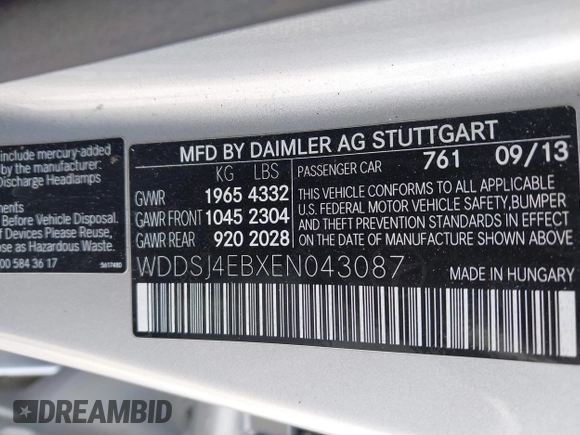 include mercury-added
by the manufacturer:
Discharge Headlamps
Before Vehicle Disposal.
f Devices Please Reuse,
ose as Hazardous Waste.
00 584 36 17
5617480
MFD BY DAIMLER AG STUTTGART
KG LBS
GVWR 1965 4332
GAWR FRONT 1045 2304
GAWR REAR 920 2028
PASSENGER CAR 761 09/13
THIS VEHICLE CONFORMS TO ALL APPLICABLE
U.S. FEDERAL MOTOR VEHICLE SAFETY, BUMPER
AND THEFT PREVENTION STANDARDS IN EFFECT
ON THE DATE OF MANUFACTURE SHOWN ABOVE
WDDSJ4EBXEN043087
MADE IN HUNGARY
DREAMBID